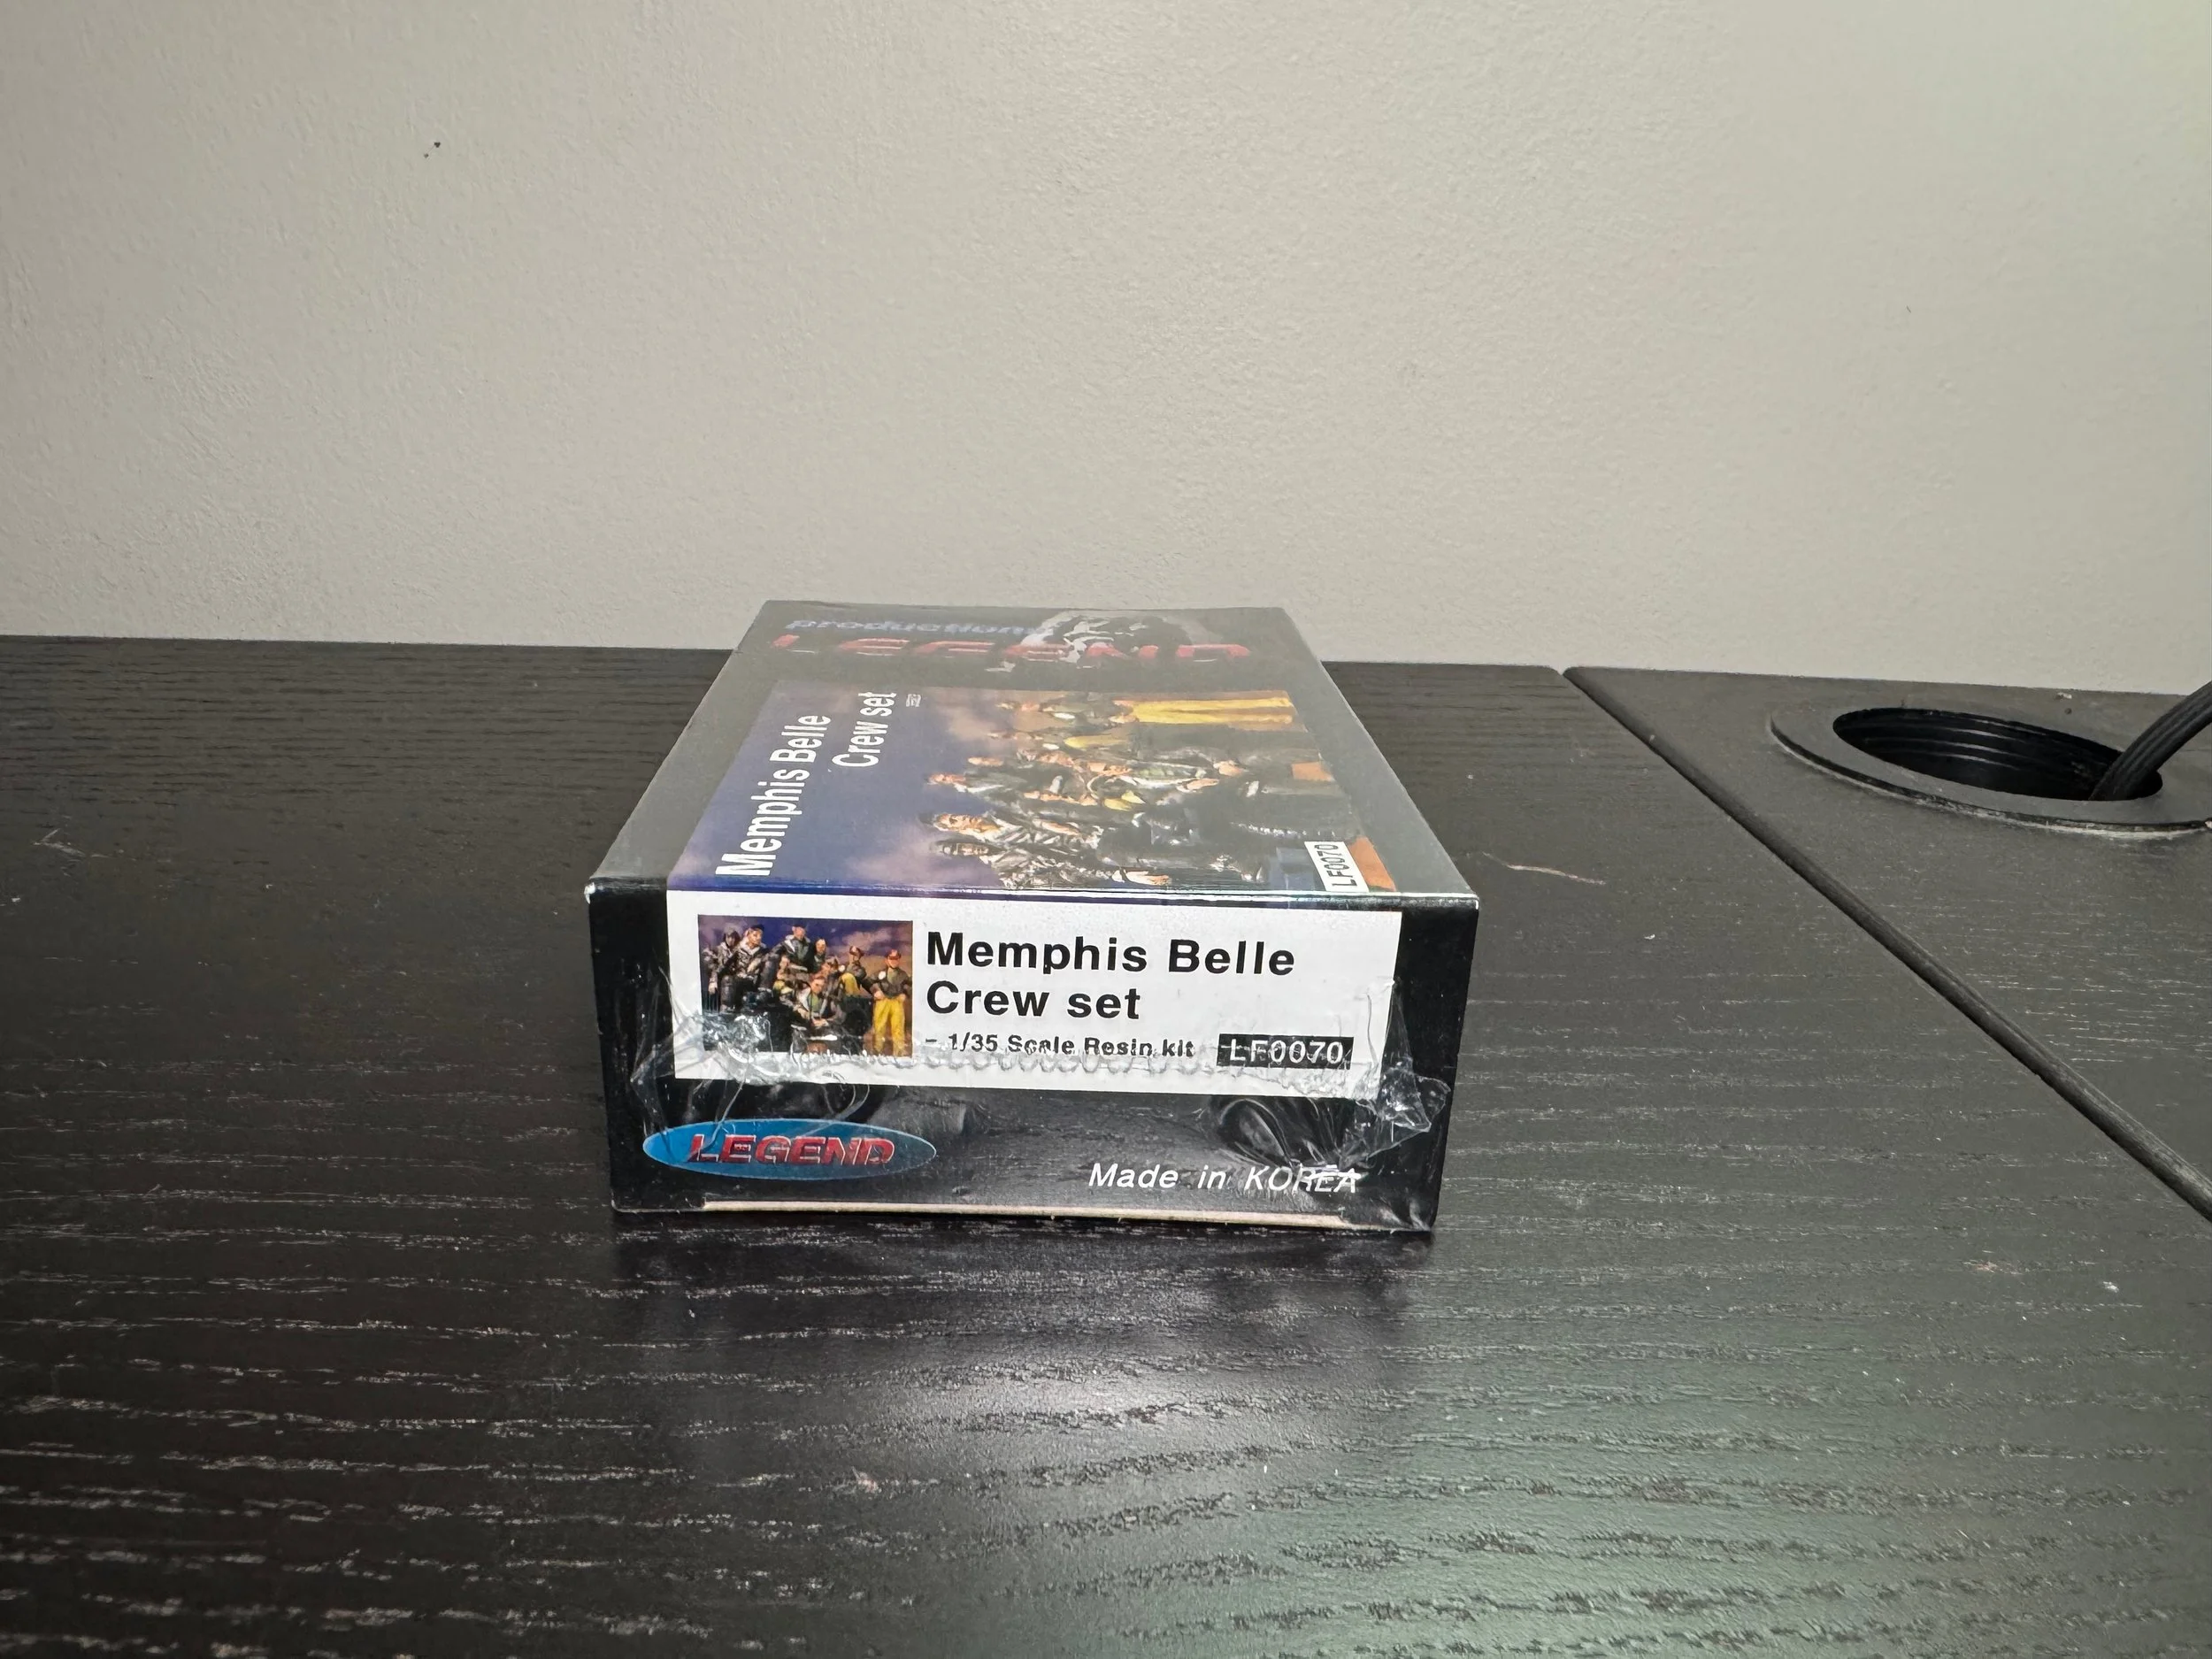 production
LEGEND
Memphis Belle
Crew set
LF0070
Memphis Belle
Crew set
- 1/35 Scale Resin kit LF0070
LEGEND
Made in KOREA